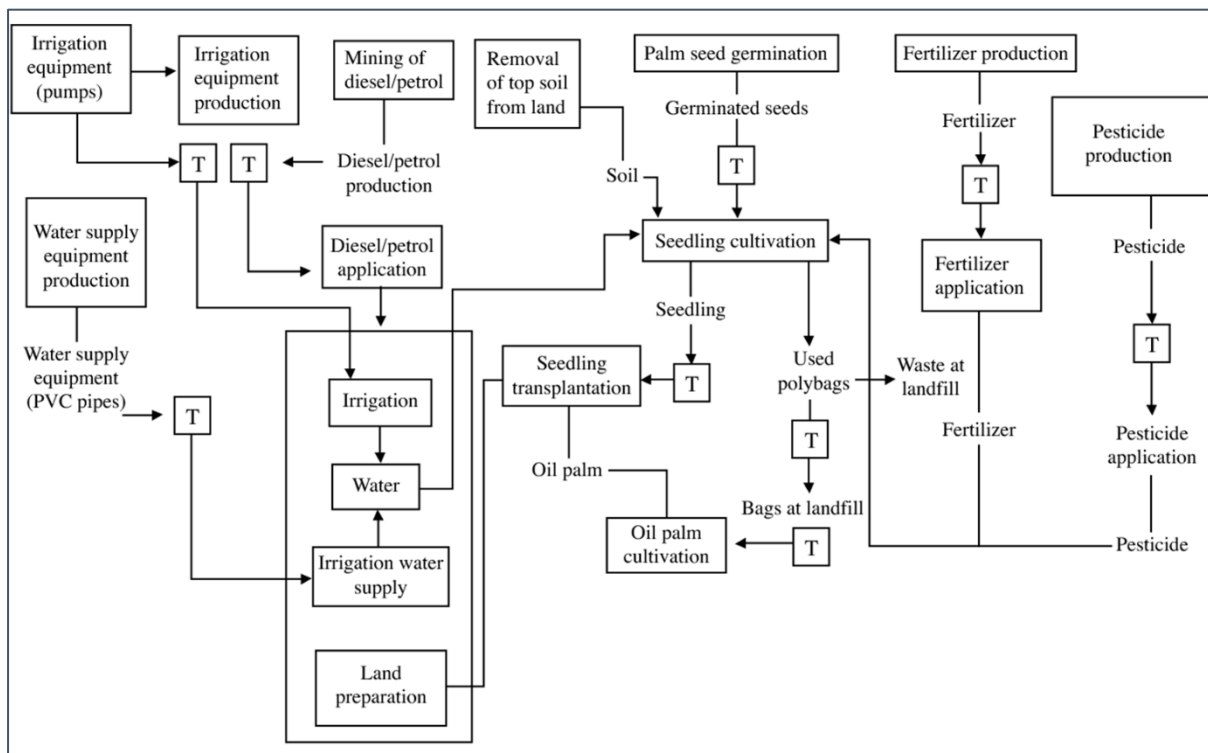 Irrigation
equipment
(pumps)
Irrigation
equipment
production
Mining of
diesel/petrol
Removal
of top soil
from land
Palm seed germination
Fertilizer production
Germinated seeds
Fertilizer
Pesticide
production
T
T
Diesel/petrol
production
Soil
T
T
Water supply
equipment
production
Diesel/petrol
application
Seedling cultivation
Fertilizer
application
Pesticide
Seedling
Water supply
equipment
(PVC pipes)
Seedling
transplantation
T
Used
polybags
Waste at
landfill
T
Irrigation
T
T
Fertilizer
Pesticide
application
Water
Oil palm
Bags at landfill
Oil palm
cultivation
T
Pesticide
Irrigation water
supply
Land
preparation